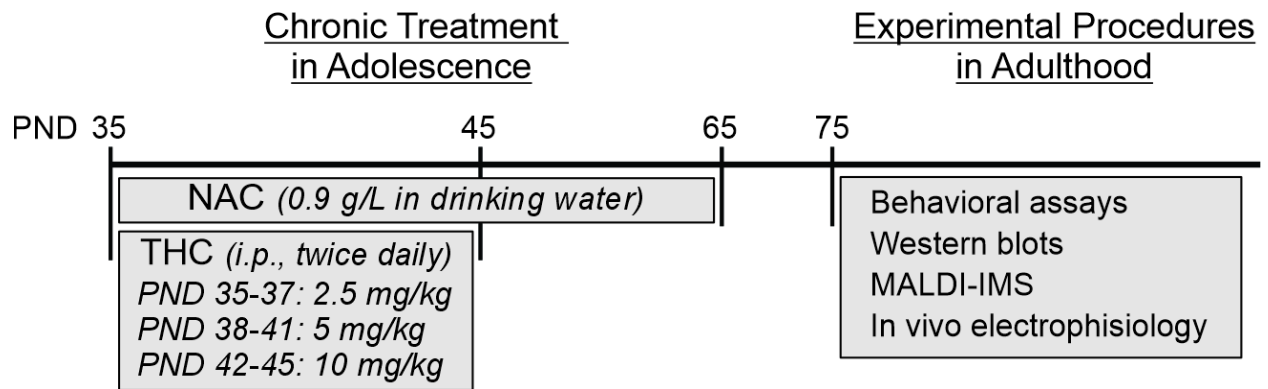 Chronic Treatment
in Adolescence
Experimental Procedures
in Adulthood
PND 35 45 65 75
NAC (0.9 g/L in drinking water)
THC (i.p., twice daily)
PND 35-37: 2.5 mg/kg
PND 38-41: 5 mg/kg
PND 42-45: 10 mg/kg
Behavioral assays
Western blots
MALDI-IMS
In vivo electrophisiology